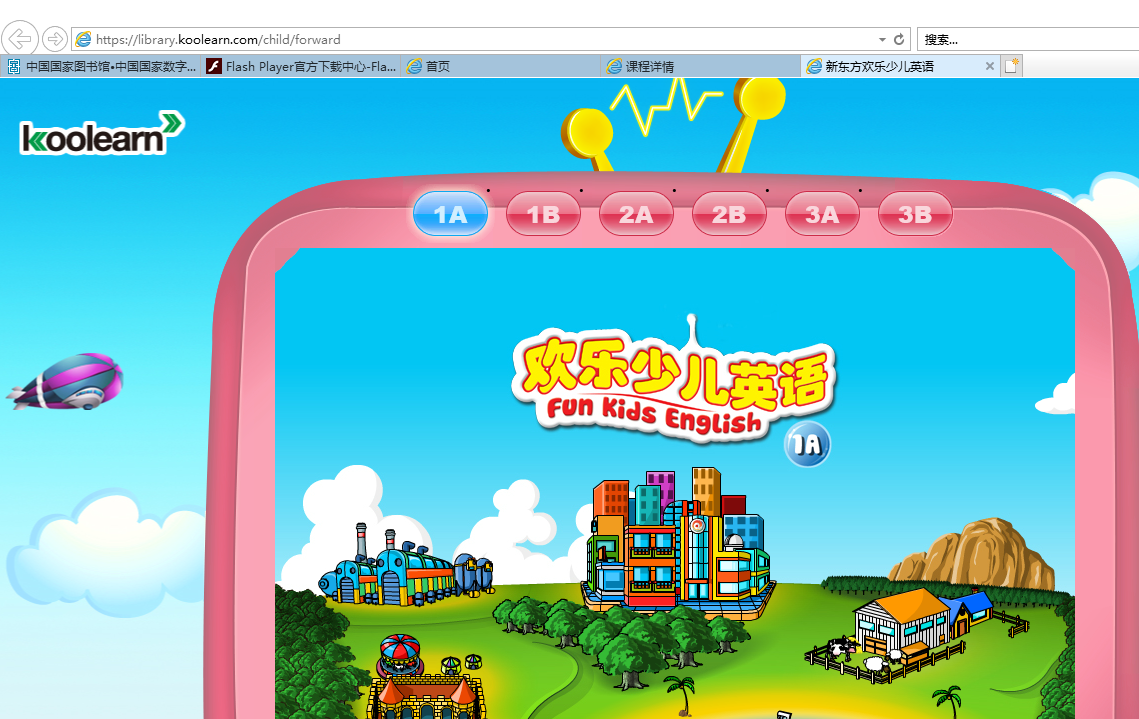 https://library.koolearn.com/child/forward
搜索...
中国国家图书馆•中国国家数字...
Flash Player官方下载中心-Fla...
首页
课程详情
新东方欢乐少儿英语
koolearn
1A
1B
2A
2B
3A
3B
欢乐少儿英语
Fun Kids English
1A